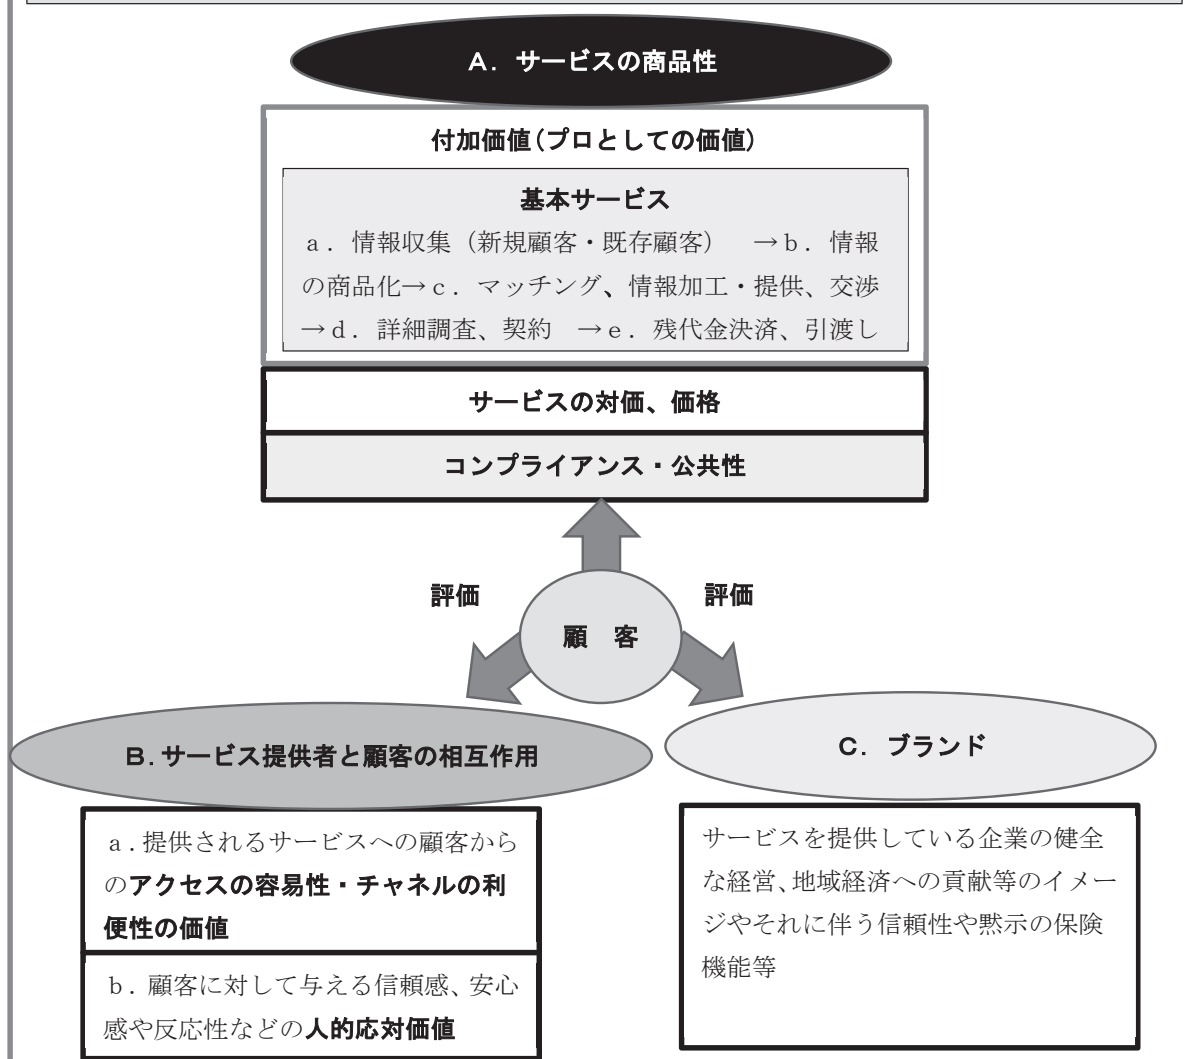 A．サービスの商品性
付加価値（プロとしての価値）
基本サービス
a．情報収集（新規顧客・既存顧客）　→b．情報
の商品化→c．マッチング、情報加工・提供、交渉
→d．詳細調査、契約　→e．残代金決済、引渡し
サービスの対価、価格
コンプライアンス・公共性
評価
評価
顧　客
B．サービス提供者と顧客の相互作用
a．提供されるサービスへの顧客から
のアクセスの容易性・チャネルの利
便性の価値
b．顧客に対して与える信頼感、安心
感や反応性などの人的応対価値
C．ブランド
サービスを提供している企業の健全
な経営、地域経済への貢献等のイメー
ジやそれに伴う信頼性や黙示の保険
機能等